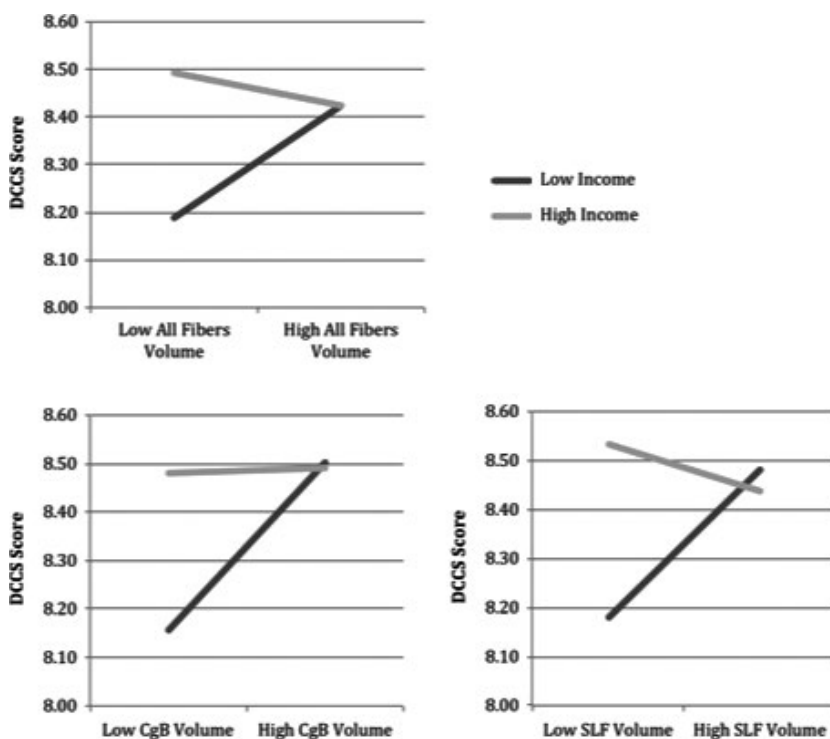 8.60
8.50
8.40
8.30
8.20
8.10
8.00
DCCS Score
Low All Fibers
Volume
High All Fibers
Volume
Low Income
High Income
8.60
8.50
8.40
8.30
8.20
8.10
8.00
DCCS Score
Low CgB Volume
High CgB Volume
8.60
8.50
8.40
8.30
8.20
8.10
8.00
DCCS Score
Low SLF Volume
High SLF Volume